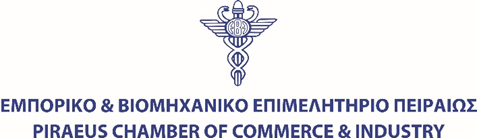 ΕΜΠΟΡΙΚΟ & ΒΙΟΜΗΧΑΝΙΚΟ ΕΠΙΜΕΛΗΤΗΡΙΟ ΠΕΙΡΑΙΩΣ
PIRAEUS CHAMBER OF COMMERCE & INDUSTRY